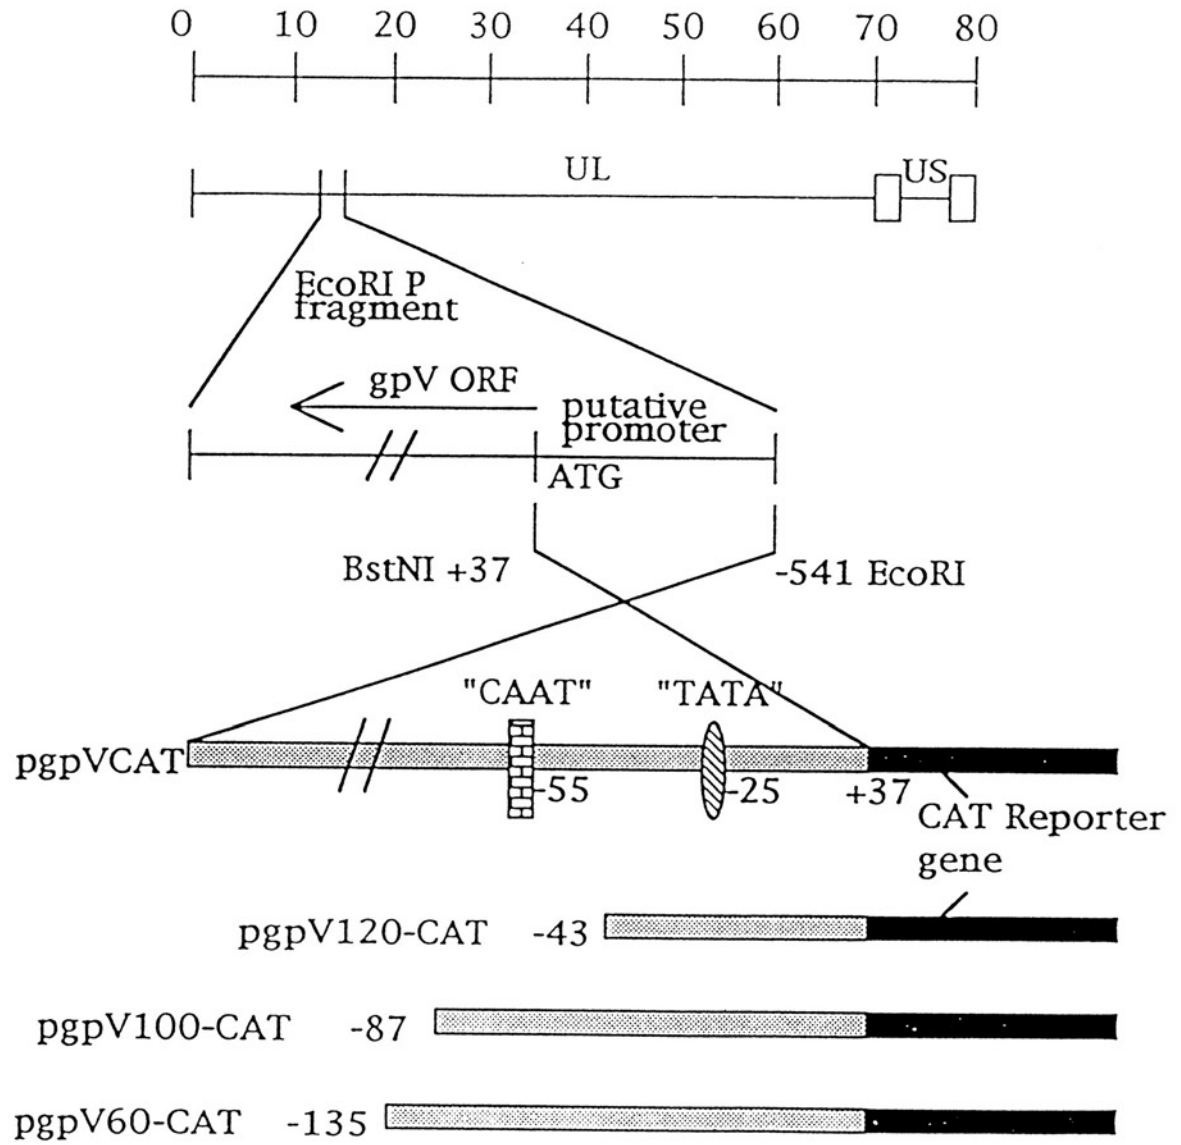 0 10 20 30 40 50 60 70 80
UL
US
EcoRI P
fragment
gpV ORF
putative
promoter
ATG
BstNI +37
-541 EcoRI
"CAAT" "TATA"
pgpVCAT
-55 -25 +37
CAT Reporter
gene
pgpV120-CAT -43
pgpV100-CAT -87
pgpV60-CAT -135